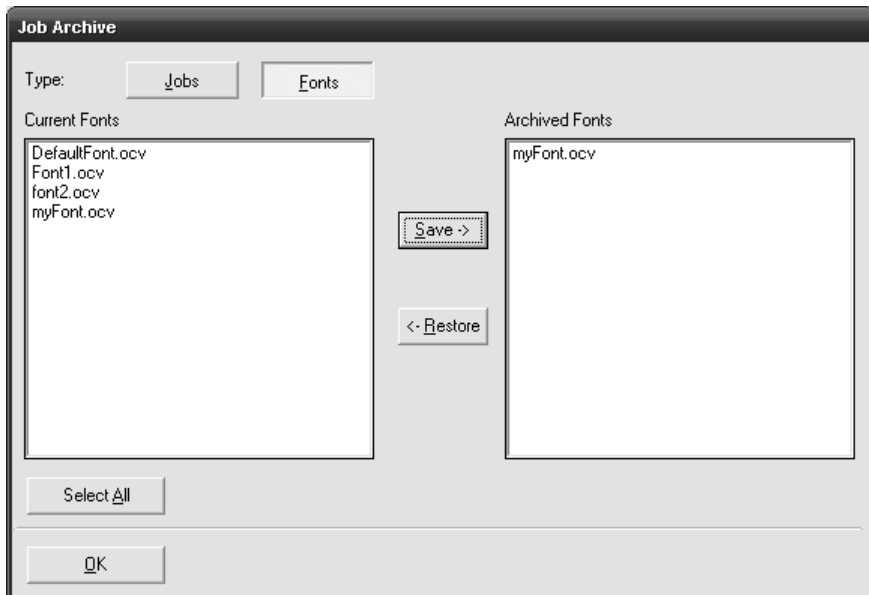 Job Archive
Type: Jobs Fonts
Current Fonts Archived Fonts
DefaultFont.ocv
Font1.ocv
font2.ocv
myFont.ocv
myFont.ocv
Save ->
<- Restore
Select All
OK